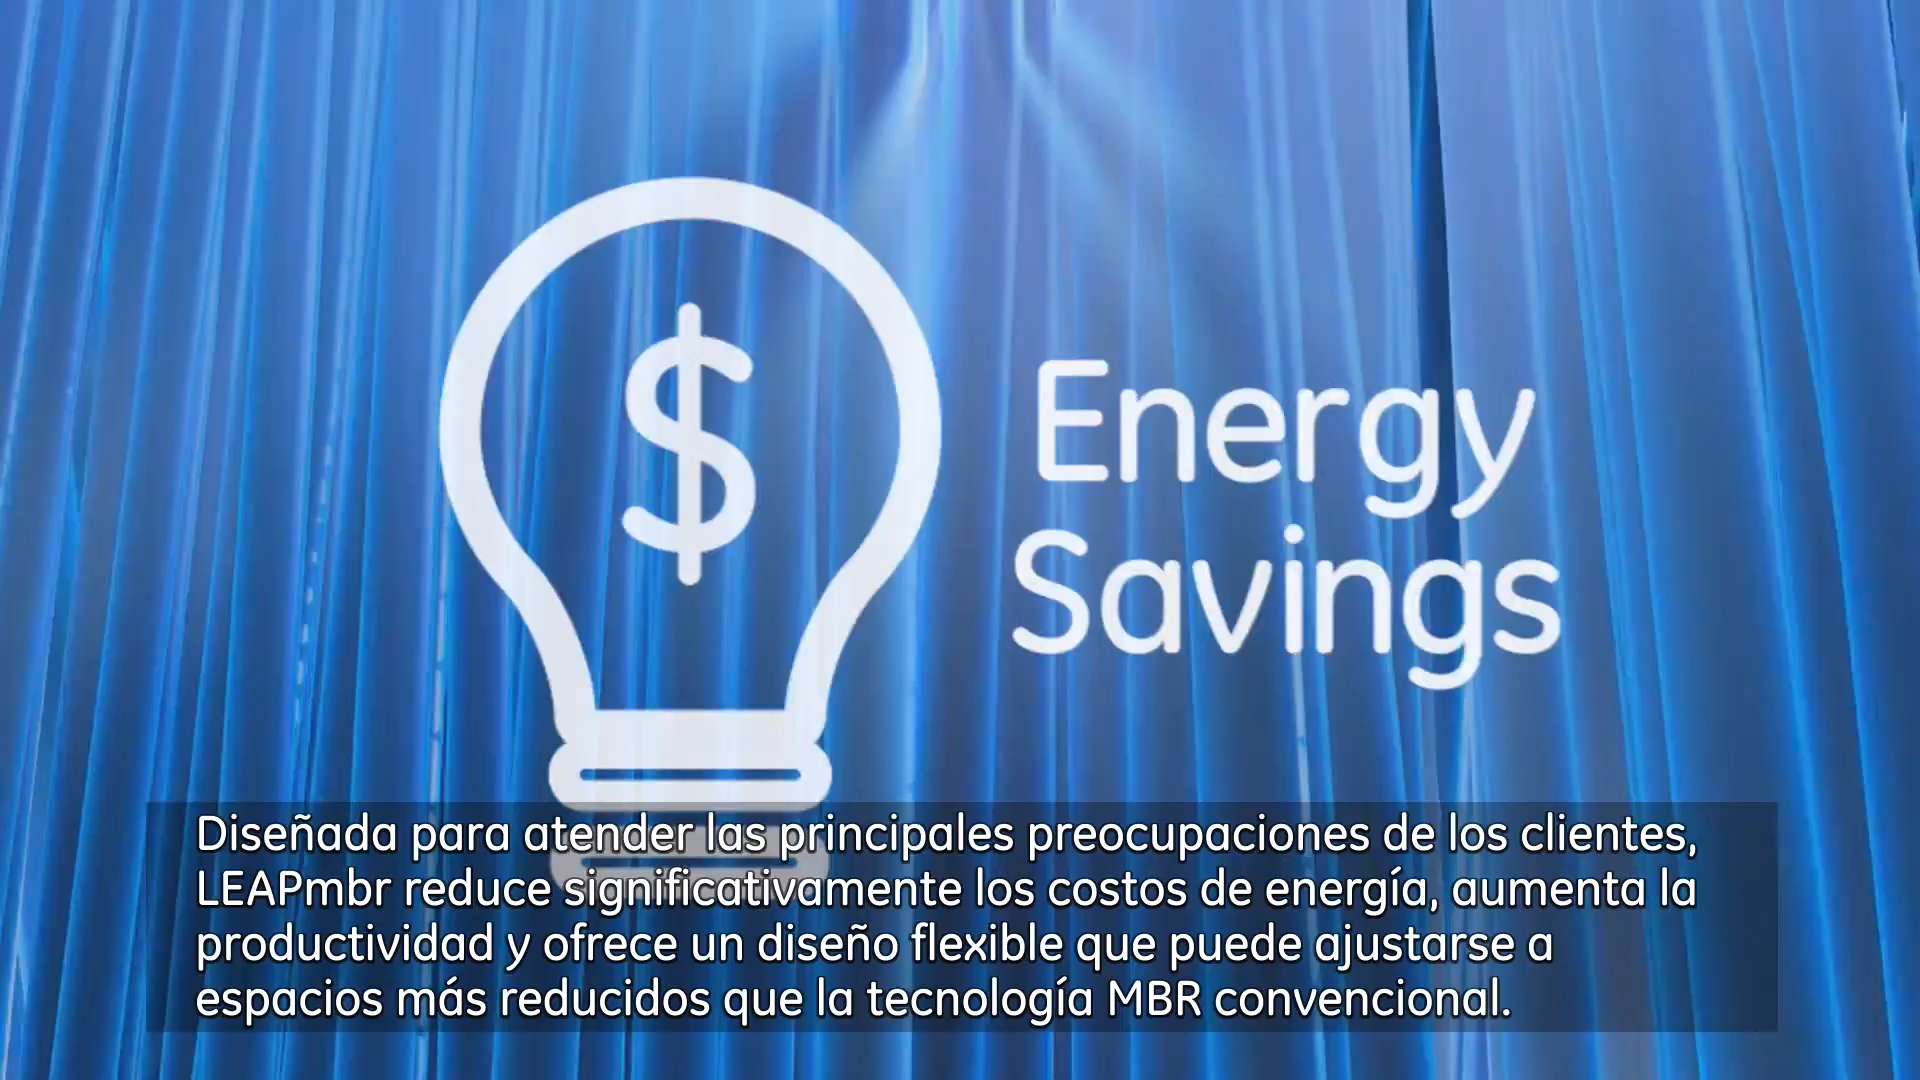 $
Energy
Savings
Diseñada para atender las principales preocupaciones de los clientes,
LEAPmbr reduce significativamente los costos de energía, aumenta la
productividad y ofrece un diseño flexible que puede ajustarse a
espacios más reducidos que la tecnología MBR convencional.